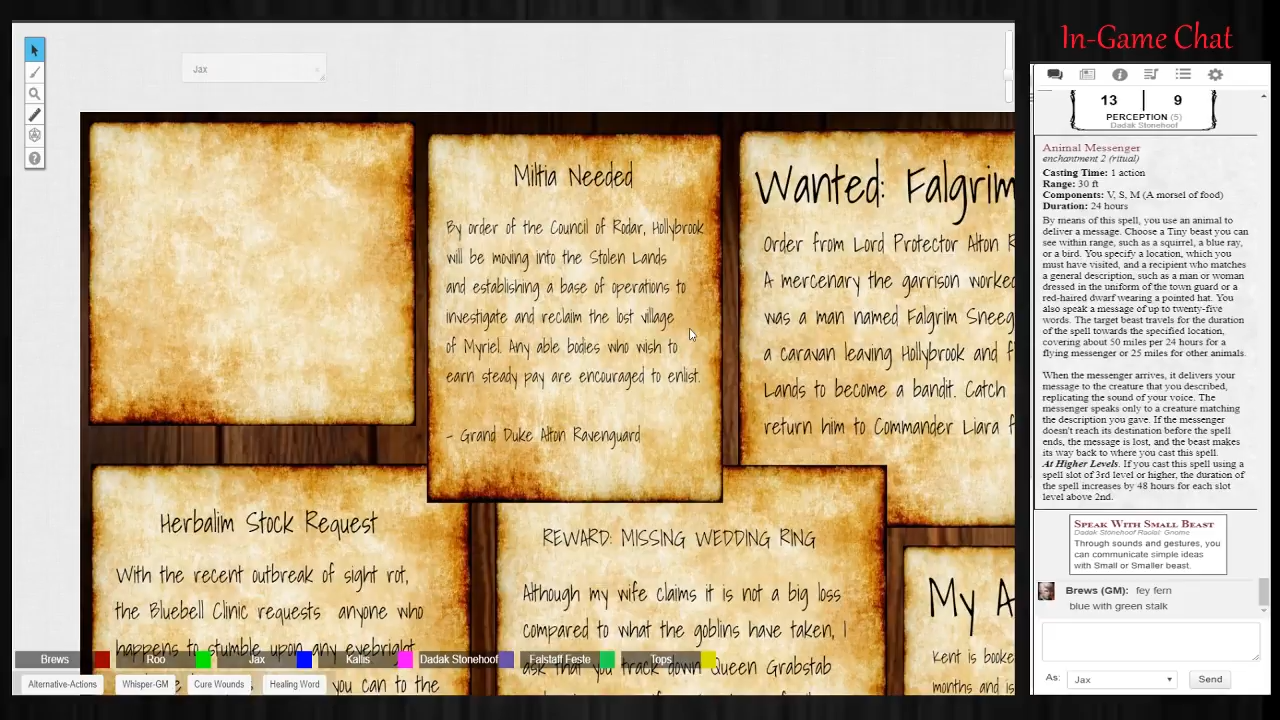 In-Game Chat
Jax
Miltia Needed
By order of the Council of Rodar, Hollybrook
will be moving into the Stolen Lands
and establishing a base of operations to
investigate and reclaim the lost village
of Myriel. Any able bodies who wish to
earn steady pay are encouraged to enlist.
- Grand Duke Alton Ravenguard
Wanted: Falgrim
Order from Lord Protector Alton R
A mercenary the garrison worked
was a man named Falgrim Sneeg
a caravan leaving Hollybrook and f
Lands to become a bandit. Catch
return him to Commander Liara f
Herbalim Stock Request
With the recent outbreak of sight rot,
the Bluebell Clinic requests anyone who
happens to stumble upon any eyebright
you can to the
REWARD: MISSING WEDDING RING
Although my wife claims it is not a big loss
compared to what the goblins have taken, I
ask that you track down Queen Grabstab
My A
Kent is booke
months and is
Brews
Roo
Jax
Kallis
Dadak Stonehoof
Falstaff Feste
Tops
Alternative-Actions
Whisper-GM
Cure Wounds
Healing Word
13 | 9
PERCEPTION (5)
Dadak Stonehoof
Animal Messenger
enchantment 2 (ritual)
Casting Time: 1 action
Range: 30 ft
Components: V, S, M (A morsel of food)
Duration: 24 hours
By means of this spell, you use an animal to
deliver a message. Choose a Tiny beast you can
see within range, such as a squirrel, a blue ray,
or a bird. You specify a location, which you
must have visited, and a recipient who matches
a general description, such as a man or woman
dressed in the uniform of the town guard or a
red-haired dwarf wearing a pointed hat. You
also speak a message of up to twenty-five
words. The target beast travels for the duration
of the spell towards the specified location,
covering about 50 miles per 24 hours for a
flying messenger or 25 miles for other animals.
When the messenger arrives, it delivers your
message to the creature that you described,
replicating the sound of your voice. The
messenger speaks only to a creature matching
the description you gave. If the messenger
doesn't reach its destination before the spell
ends, the message is lost, and the beast makes
its way back to where you cast this spell.
At Higher Levels. If you cast this spell using a
spell slot of 3rd level or higher, the duration of
the spell increases by 48 hours for each slot
level above 2nd.
SPEAK WITH SMALL BEAST
Dadak Stonehoof Racial: Gnome
Through sounds and gestures, you
can communicate simple ideas
with Small or Smaller beast.
Brews (GM): fey fern
blue with green stalk
As:
Jax
Send